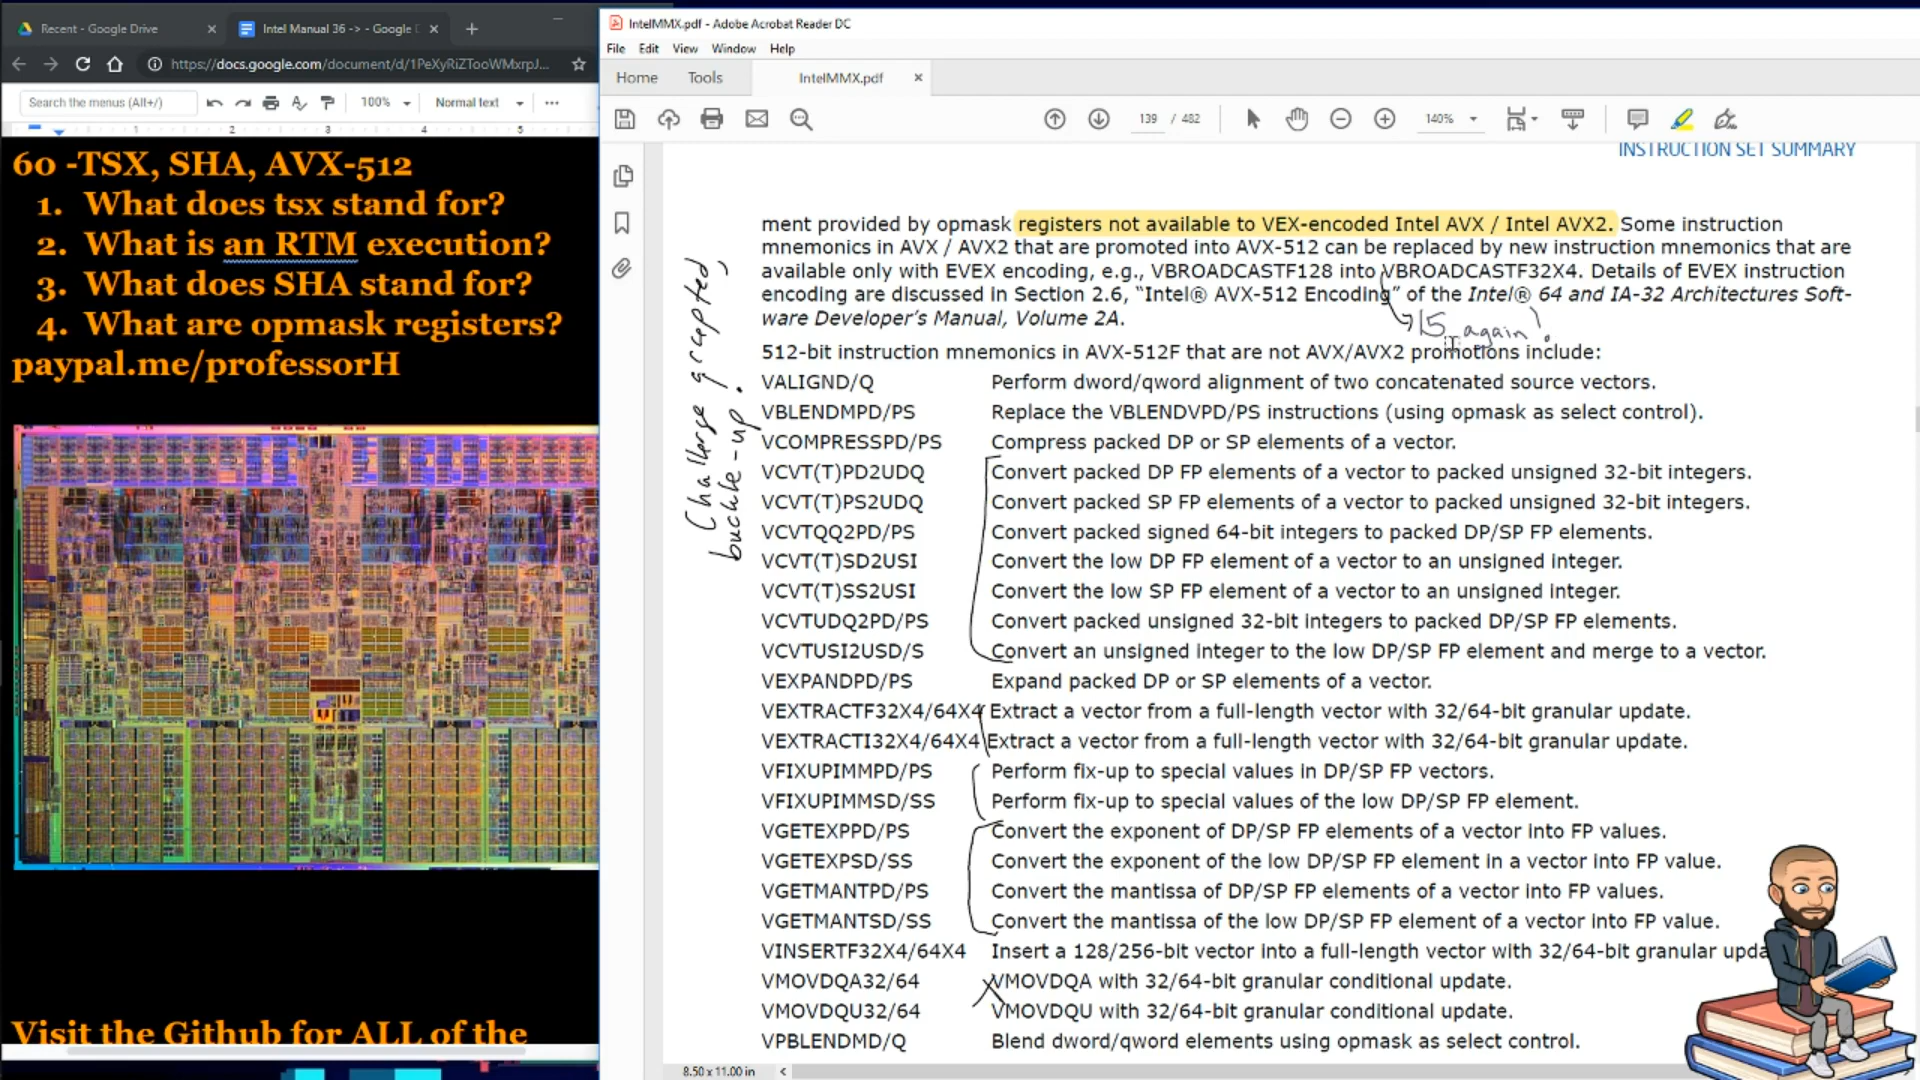 Recent - Google Drive
Intel Manual 36 -> - Google D
https://docs.google.com/document/d/1PeXyRiZTooWMxrpJ...
Search the menus (Alt+/)
100%
Normal text
1 2 3 4 5
60 -TSX, SHA, AVX-512
1. What does tsx stand for?
2. What is an RTM execution?
3. What does SHA stand for?
4. What are opmask registers?
paypal.me/professorH
Visit the Github for ALL of the
IntelMMX.pdf - Adobe Acrobat Reader DC
File Edit View Window Help
Home Tools IntelMMX.pdf
139 / 482
140%
INSTRUCTION SET SUMMARY
ment provided by opmask registers not available to VEX-encoded Intel AVX / Intel AVX2. Some instruction
mnemonics in AVX / AVX2 that are promoted into AVX-512 can be replaced by new instruction mnemonics that are
available only with EVEX encoding, e.g., VBROADCASTF128 into VBROADCASTF32X4. Details of EVEX instruction
encoding are discussed in Section 2.6, “Intel® AVX-512 Encoding” of the Intel® 64 and IA-32 Architectures Soft-
ware Developer’s Manual, Volume 2A.
15 again!
Challenge accepted,
buckle-up.
512-bit instruction mnemonics in AVX-512F that are not AVX/AVX2 promotions include:
VALIGND/Q Perform dword/qword alignment of two concatenated source vectors.
VBLENDMPD/PS Replace the VBLENDVPD/PS instructions (using opmask as select control).
VCOMPRESSPD/PS Compress packed DP or SP elements of a vector.
VCVT(T)PD2UDQ Convert packed DP FP elements of a vector to packed unsigned 32-bit integers.
VCVT(T)PS2UDQ Convert packed SP FP elements of a vector to packed unsigned 32-bit integers.
VCVTQQ2PD/PS Convert packed signed 64-bit integers to packed DP/SP FP elements.
VCVT(T)SD2USI Convert the low DP FP element of a vector to an unsigned integer.
VCVT(T)SS2USI Convert the low SP FP element of a vector to an unsigned integer.
VCVTUDQ2PD/PS Convert packed unsigned 32-bit integers to packed DP/SP FP elements.
VCVTUSI2USD/S Convert an unsigned integer to the low DP/SP FP element and merge to a vector.
VEXPANDPD/PS Expand packed DP or SP elements of a vector.
VEXTRACTF32X4/64X4 Extract a vector from a full-length vector with 32/64-bit granular update.
VEXTRACTI32X4/64X4 Extract a vector from a full-length vector with 32/64-bit granular update.
VFIXUPIMMPD/PS Perform fix-up to special values in DP/SP FP vectors.
VFIXUPIMMSD/SS Perform fix-up to special values of the low DP/SP FP element.
VGETEXPPD/PS Convert the exponent of DP/SP FP elements of a vector into FP values.
VGETEXPSD/SS Convert the exponent of the low DP/SP FP element in a vector into FP value.
VGETMANTPD/PS Convert the mantissa of DP/SP FP elements of a vector into FP values.
VGETMANTSD/SS Convert the mantissa of the low DP/SP FP element of a vector into FP value.
VINSERTF32X4/64X4 Insert a 128/256-bit vector into a full-length vector with 32/64-bit granular upda
VMOVDQA32/64 VMOVDQA with 32/64-bit granular conditional update.
VMOVDQU32/64 VMOVDQU with 32/64-bit granular conditional update.
VPBLENDMD/Q Blend dword/qword elements using opmask as select control.
8.50 x 11.00 in